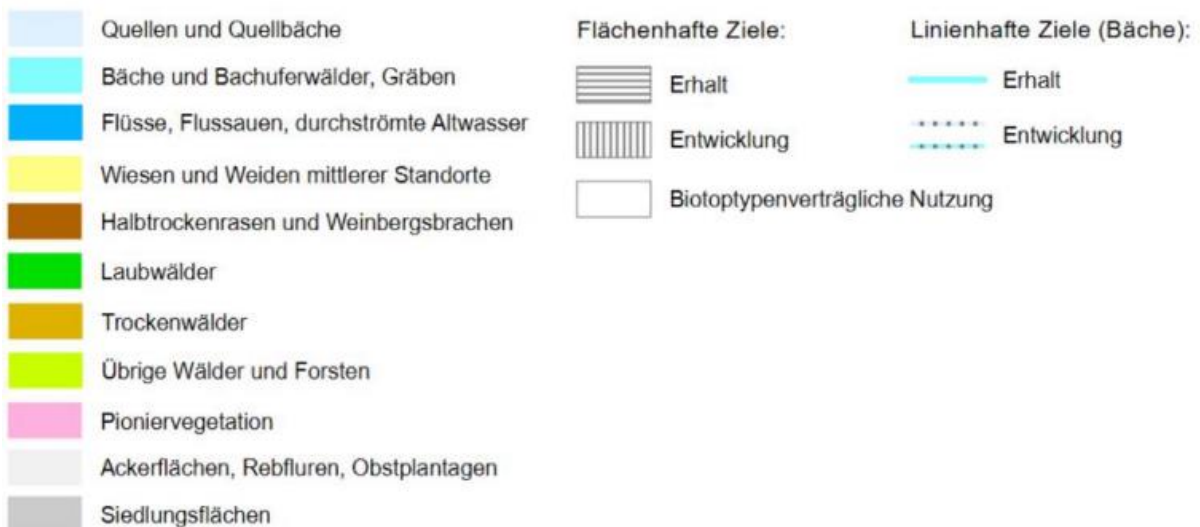 Quellen und Quellbäche
Bäche und Bachuferwälder, Gräben
Flüsse, Flussauen, durchströmte Altwasser
Wiesen und Weiden mittlerer Standorte
Halbtrockenrasen und Weinbergsbrachen
Laubwälder
Trockenwälder
Übrige Wälder und Forsten
Pioniervegetation
Ackerflächen, Rebfluren, Obstplantagen
Siedlungsflächen
Flächenhafte Ziele:
Erhalt
Entwicklung
Biotoptypenverträgliche Nutzung
Linienhafte Ziele (Bäche):
Erhalt
Entwicklung